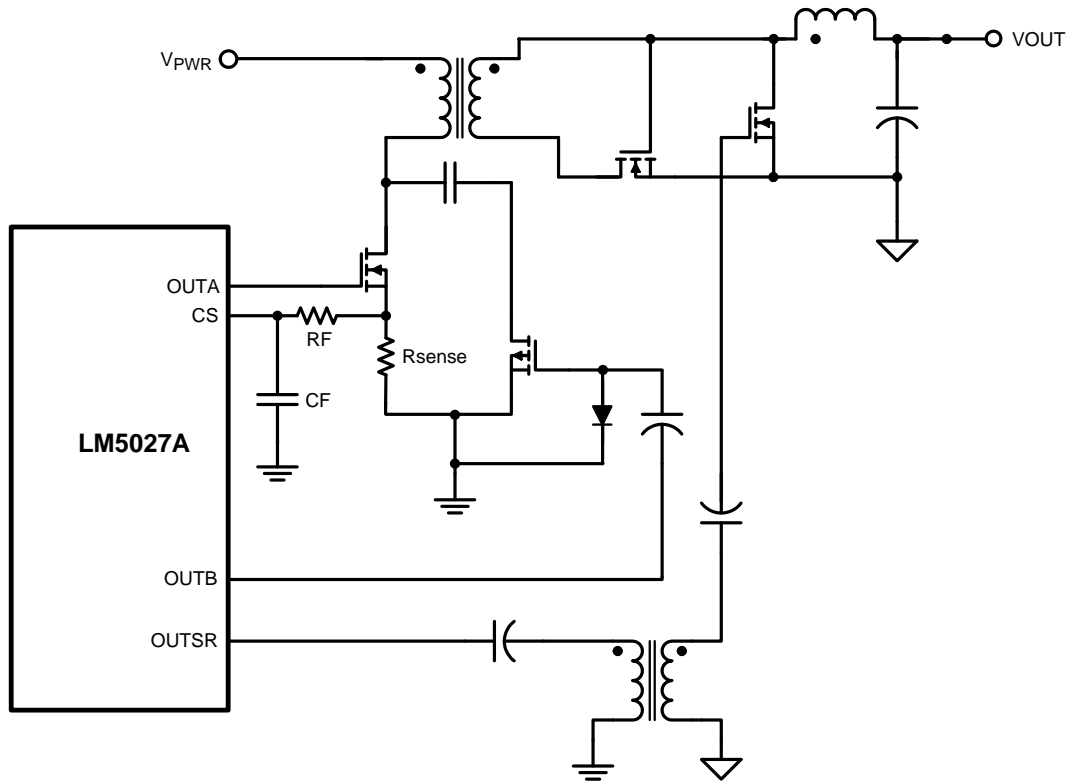 VPWR
VOUT
OUTA
CS
RF
Rsense
CF
LM5027A
OUTB
OUTSR